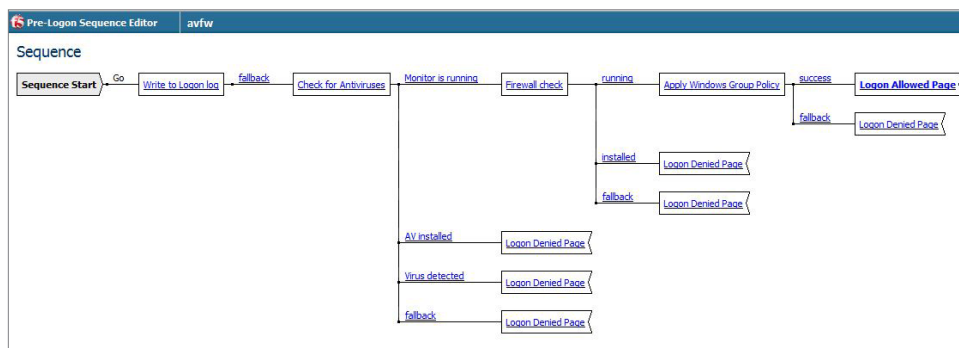 f5 Pre-Logon Sequence Editor avfw
Sequence
Sequence Start Go Write to Logon log fallback Check for Antiviruses Monitor is running Firewall check running Apply Windows Group Policy success Logon Allowed Page
fallback Logon Denied Page
installed Logon Denied Page
fallback Logon Denied Page
AV installed Logon Denied Page
Virus detected Logon Denied Page
fallback Logon Denied Page